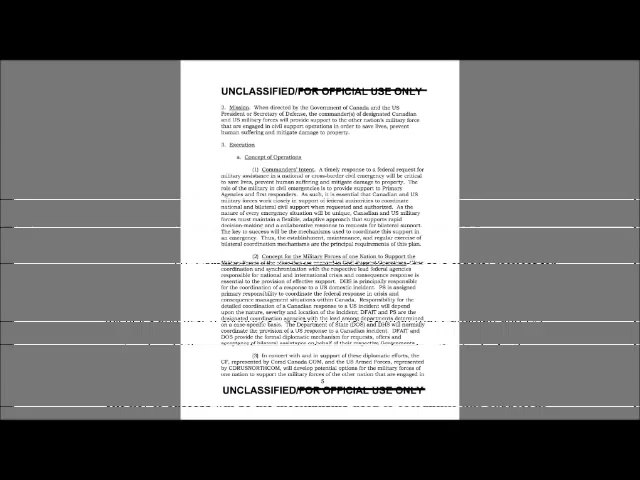 UNCLASSIFIED/FOR OFFICIAL USE ONLY
2. Mission. When directed by the Government of Canada and the US
President or Secretary of Defense, the commander(s) of designated Canadian
and US military forces will provide support to the other nation's military force
that are engaged in civil support operations in order to save lives, prevent
human suffering and mitigate damage to property.
3. Execution
a. Concept of Operations
(1) Commanders' Intent. A timely response to a federal request for
military assistance in a national or cross-border civil emergency will be critical
to save lives, prevent human suffering and mitigate damage to property. The
role of the military in civil emergencies is to provide support to Primary
Agencies and first responders. As such, it is essential that Canadian and US
military forces work closely in support of federal authorities to coordinate
national and bilateral civil support when requested and authorized. As the
nature of every emergency situation will be unique, Canadian and US military
forces must maintain a flexible, adaptive approach that supports rapid
decision-making and a collaborative response to requests for bilateral support.
The key to success will be the mechanisms used to coordinate this support in
an emergency. Thus, the establishment, maintenance, and regular exercise of
bilateral coordination mechanisms are the principal requirements of this plan.
(2) Concept for the Military Forces of one Nation to Support the
coordination and synchronization with the respective lead federal agencies
responsible for national and international crisis and consequence response is
essential to the provision of effective support. DHS is principally responsible
for the coordination of a response to a US domestic incident. PS is assigned
primary responsibility to coordinate the federal response in crisis and
consequence management situations within Canada. Responsibility for the
detailed coordination of a Canadian response to a US incident will depend
upon the nature, severity and location of the incident. DFAIT and PS are the
designated coordination agencies with the lead among departments determined
on a case-specific basis. The Department of State (DOS) and DHS will normally
coordinate the provision of a US response to a Canadian incident. DFAIT and
DOS provide the formal diplomatic mechanism for requests, offers and
acceptance of bilateral assistance on behalf of their respective Governments.
(3) In concert with and in support of these diplomatic efforts, the
CF, represented by Comd Canada COM, and the US Armed Forces, represented
by CDRUSNORTHCOM, will develop potential options for the military forces of
one nation to support the military forces of the other nation that are engaged in
5
UNCLASSIFIED/FOR OFFICIAL USE ONLY